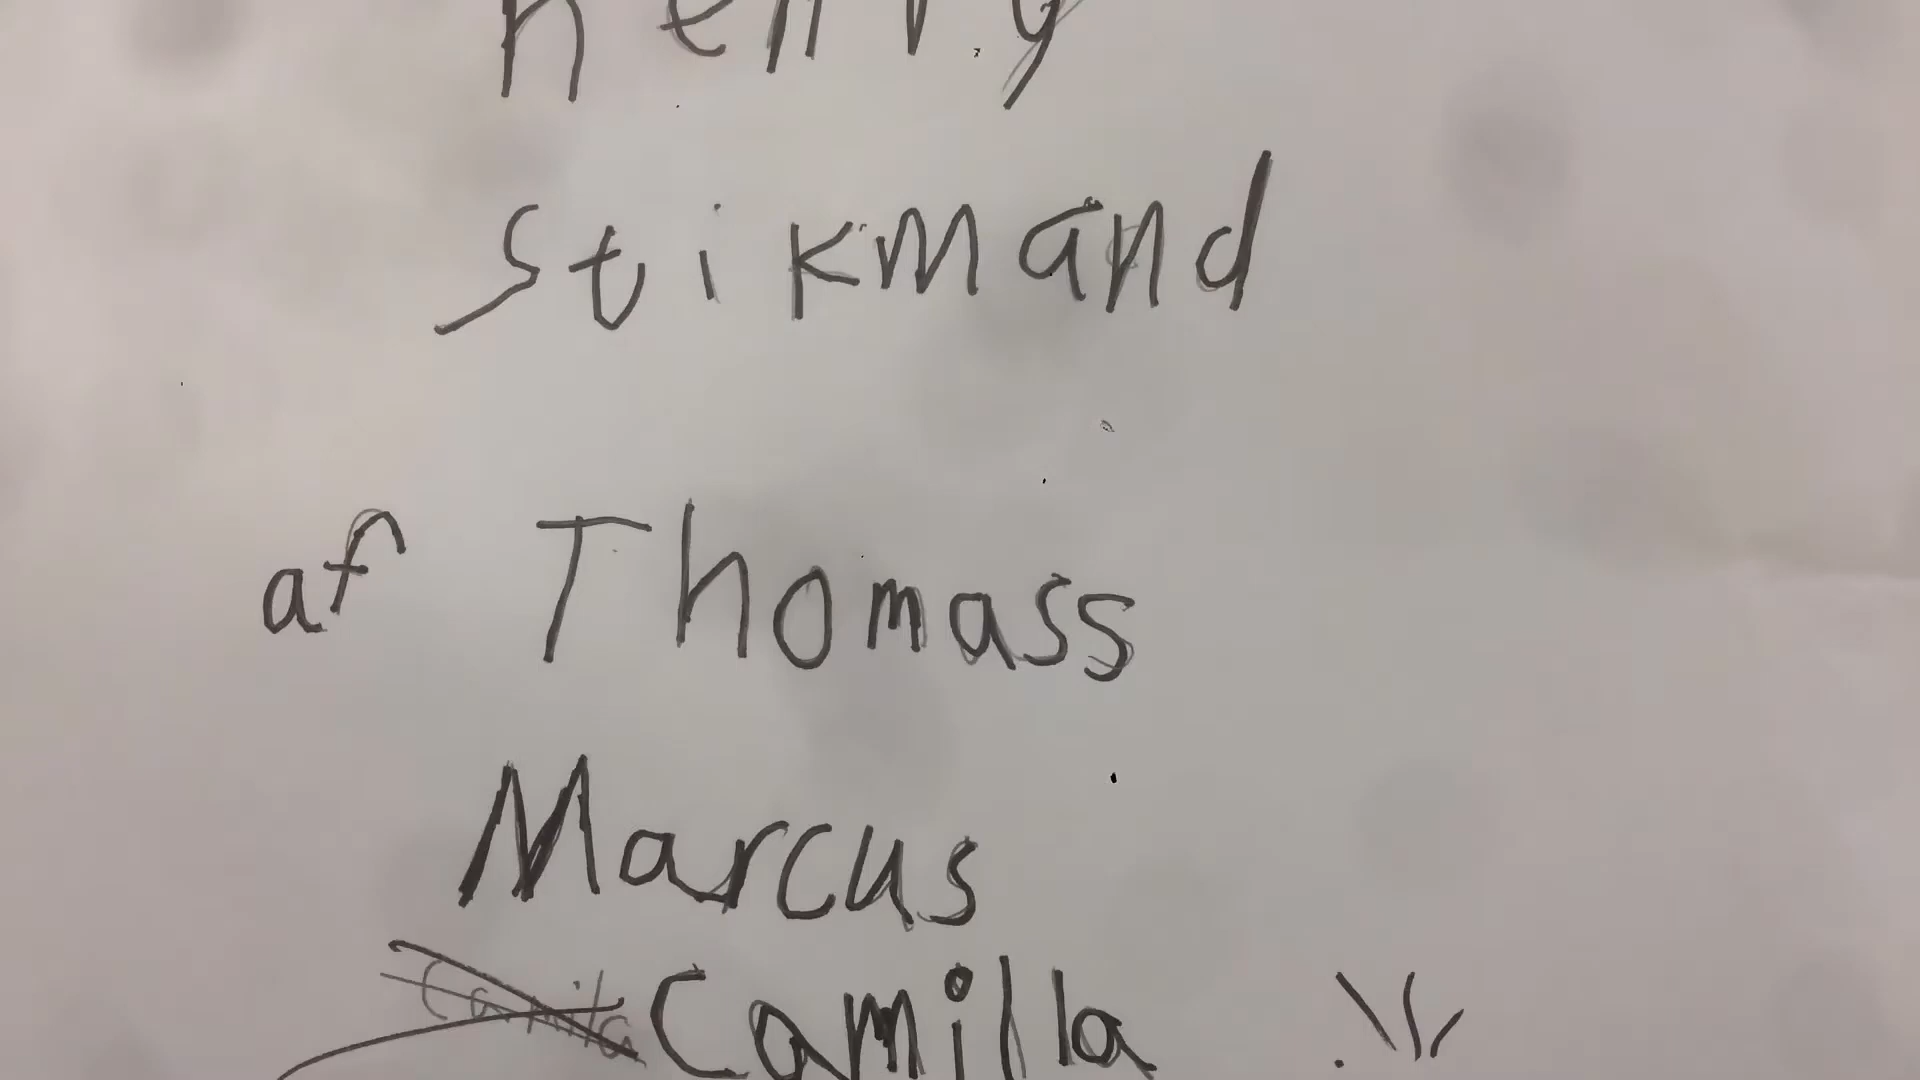 Henry
Stikmand
af Thomass
Marcus
Camilla